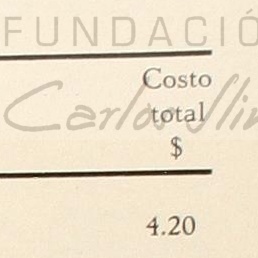 FUNDACIÓ
Costo
Carlos Slim
total
$
4.20